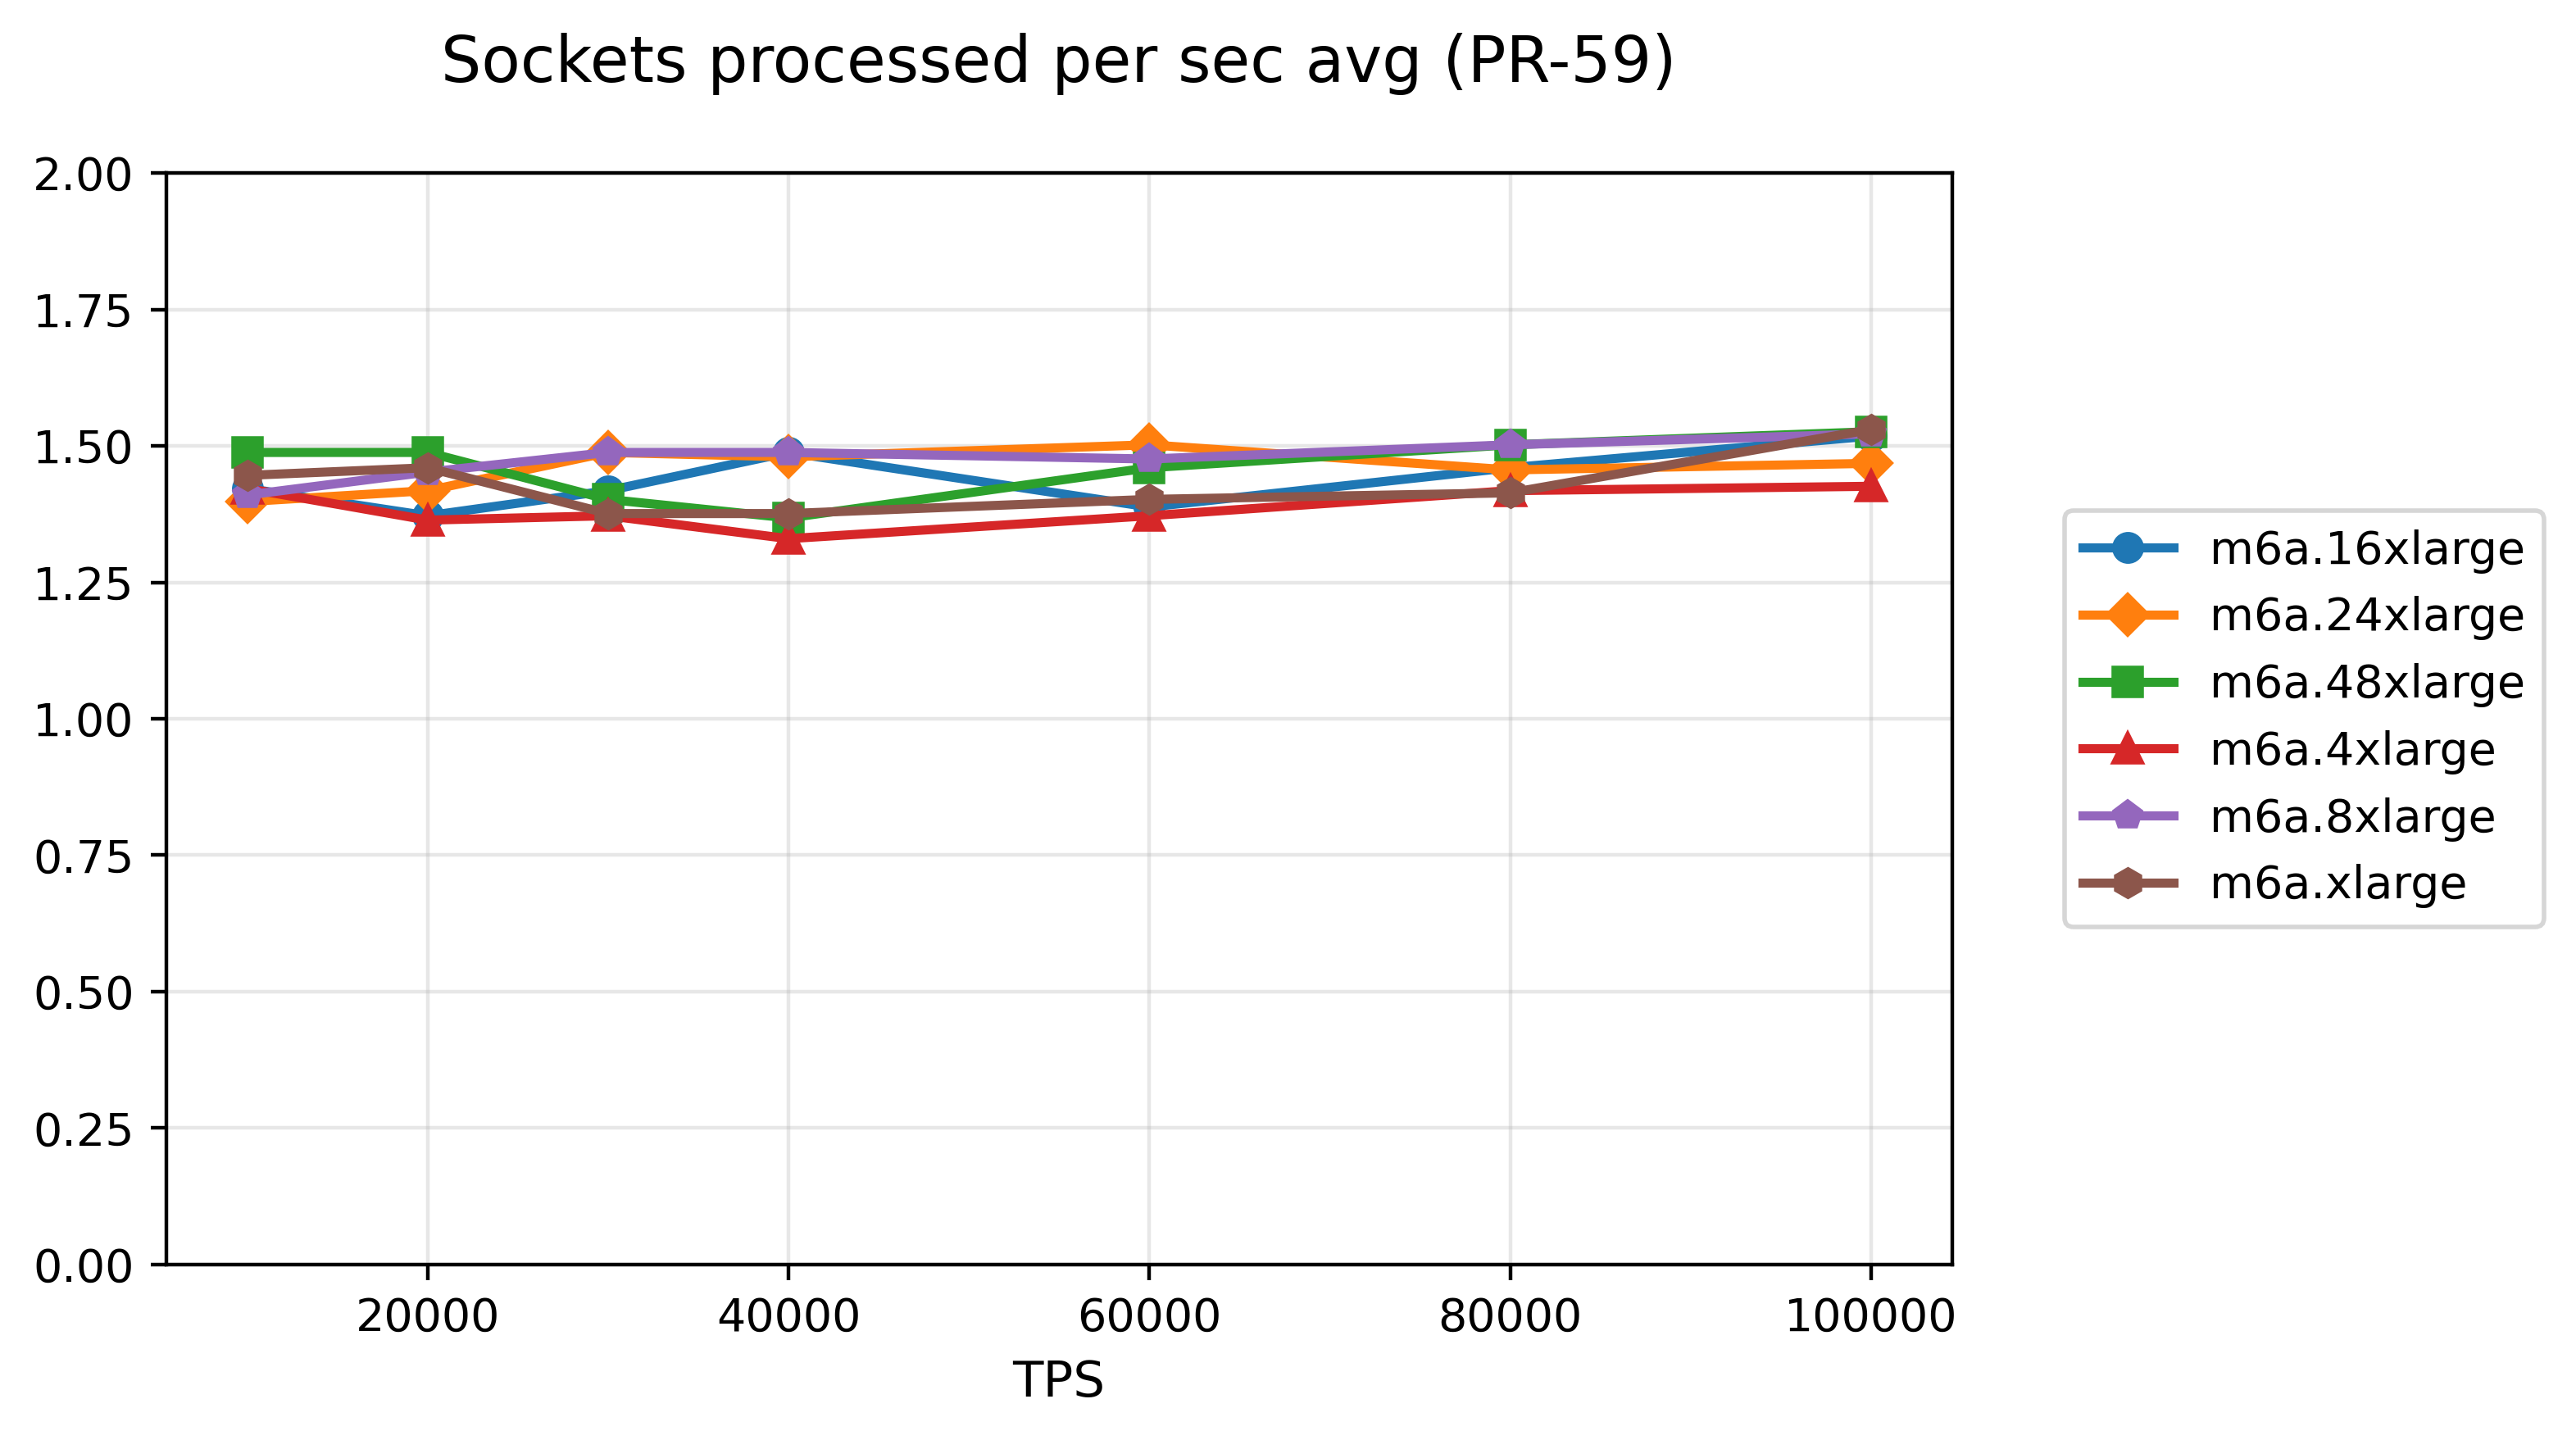 Sockets processed per sec avg (PR-59)
2.00
1.75
1.50
1.25
1.00
0.75
0.50
0.25
0.00
20000 40000 60000 80000 100000
TPS
m6a.16xlarge
m6a.24xlarge
m6a.48xlarge
m6a.4xlarge
m6a.8xlarge
m6a.xlarge